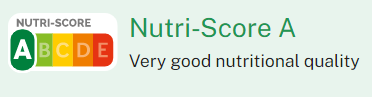 NUTRI-SCORE
A B C D E
Nutri-Score A
Very good nutritional quality